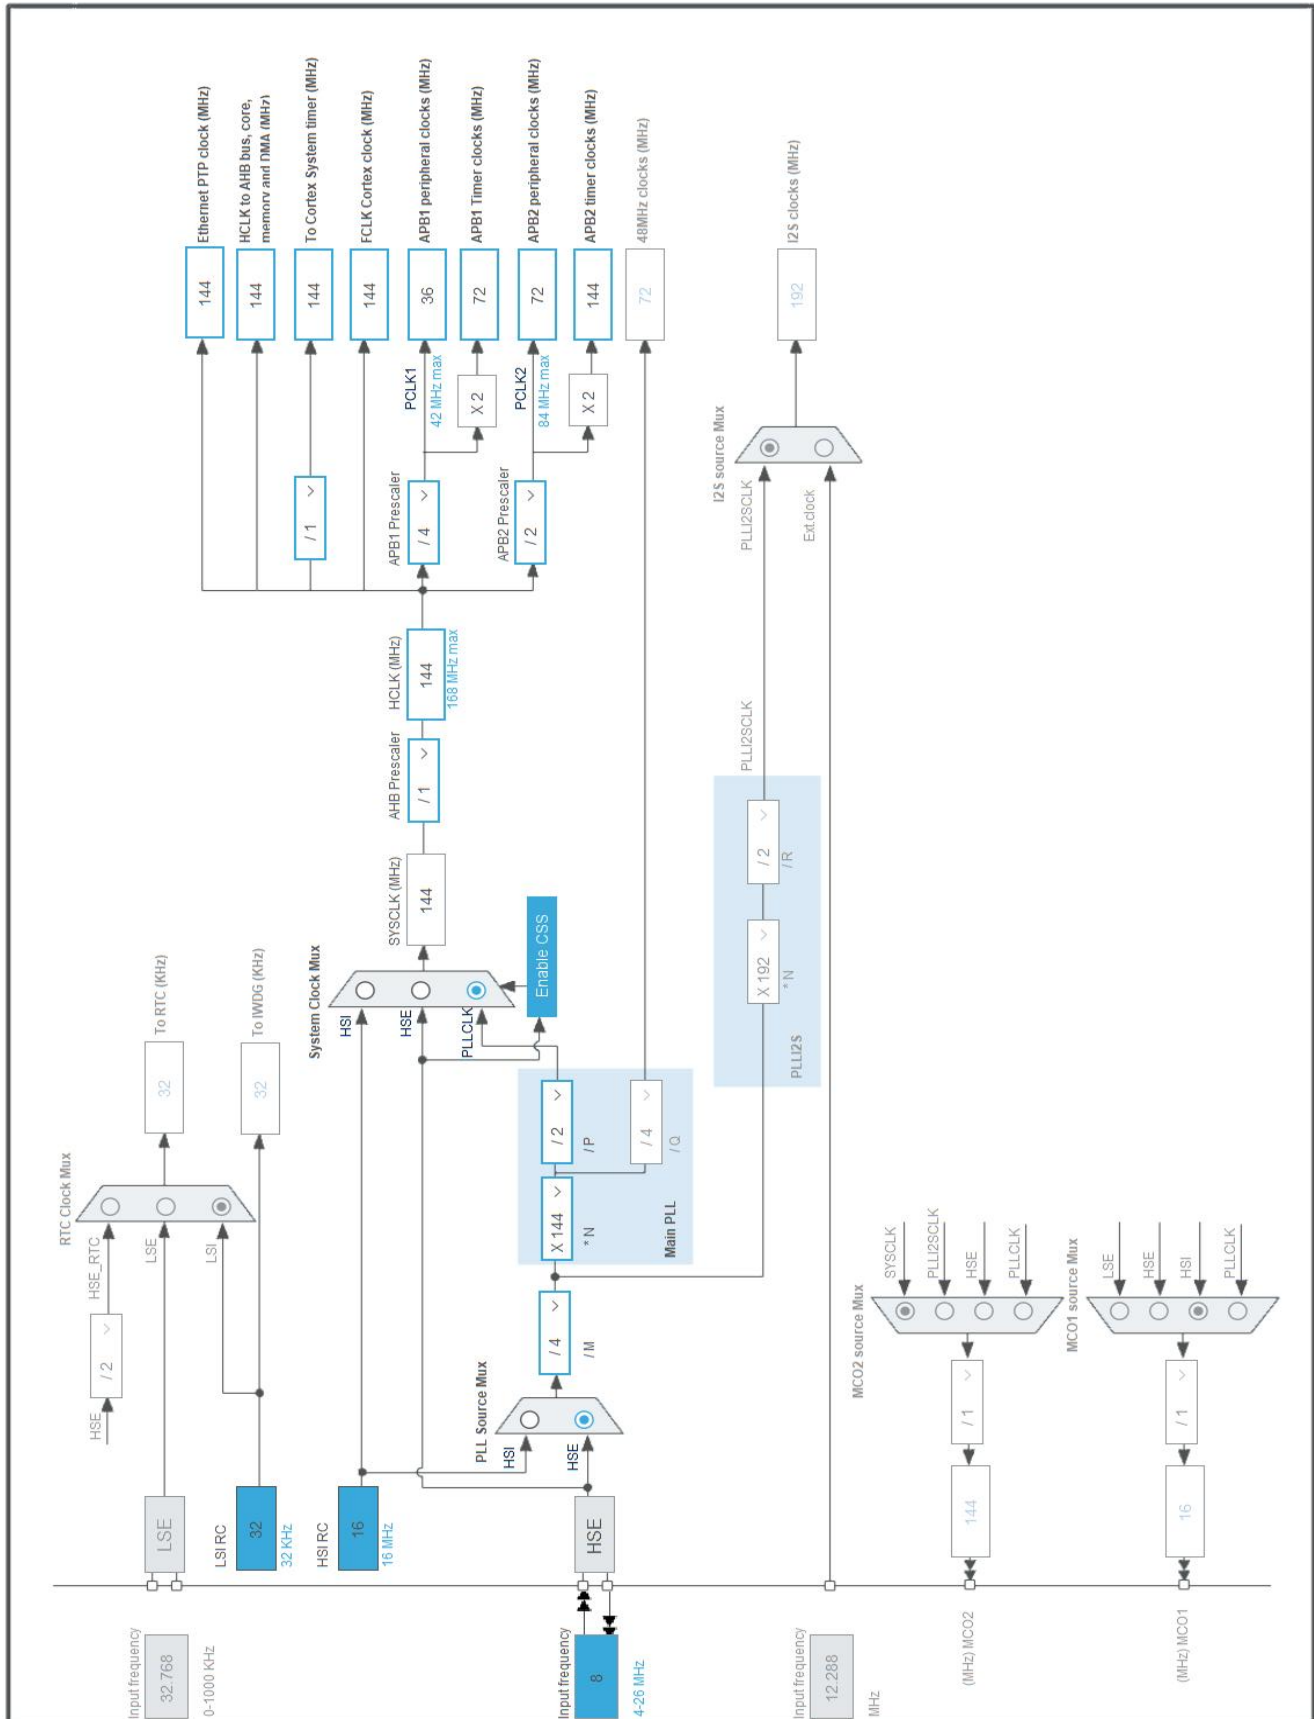 Input frequency
32.768
0-1000 KHz
LSE
HSE
/ 2
HSE_RTC
LSE
LSI
RTC Clock Mux
32
To RTC (KHz)
LSI RC
32
32 KHz
32
To IWDG (KHz)
HSI RC
16
16 MHz
System Clock Mux
HSI
HSE
PLLCLK
Enable CSS
SYSCLK (MHz)
144
AHB Prescaler
/ 1
HCLK (MHz)
144
168 MHz max
144
Ethernet PTP clock (MHz)
144
HCLK to AHB bus, core,
memory and DMA (MHz)
/ 1
144
To Cortex System timer (MHz)
144
FCLK Cortex clock (MHz)
APB1 Prescaler
/ 4
PCLK1
42 MHz max
36
APB1 peripheral clocks (MHz)
X 2
72
APB1 Timer clocks (MHz)
APB2 Prescaler
/ 2
PCLK2
84 MHz max
72
APB2 peripheral clocks (MHz)
X 2
144
APB2 timer clocks (MHz)
72
48MHz clocks (MHz)
Input frequency
8
4-26 MHz
HSE
PLL Source Mux
HSI
HSE
/ 4
/ M
X 144
* N
/ 2
/ P
/ 4
/ Q
Main PLL
PLLI2S
X 192
* N
/ 2
/ R
PLLI2SCLK
PLLI2SCLK
Ext.clock
I2S source Mux
192
I2S clocks (MHz)
Input frequency
12.288
MHz
MCO2 source Mux
SYSCLK
PLLI2SCLK
HSE
PLLCLK
/ 1
144
(MHz) MCO2
MCO1 source Mux
LSE
HSE
HSI
PLLCLK
/ 1
16
(MHz) MCO1